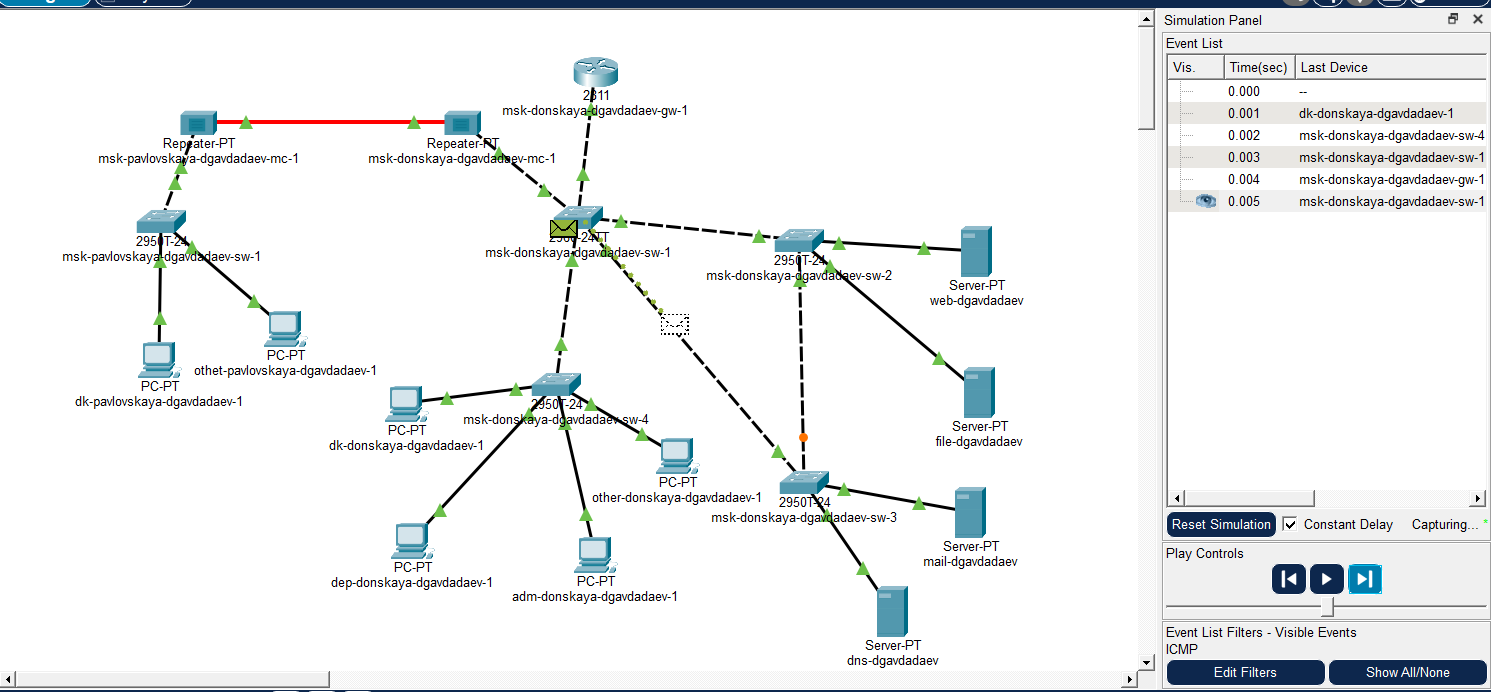 2811
msk-donskaya-dgavdadaev-gw-1
Repeater-PT
msk-pavlovskaya-dgavdadaev-mc-1
Repeater-PT
msk-donskaya-dgavdadaev-mc-1
2950T-24
msk-pavlovskaya-dgavdadaev-sw-1
2960-24TT
msk-donskaya-dgavdadaev-sw-1
2950T-24
msk-donskaya-dgavdadaev-sw-2
Server-PT
web-dgavdadaev
PC-PT
othet-pavlovskaya-dgavdadaev-1
PC-PT
dk-pavlovskaya-dgavdadaev-1
2950T-24
msk-donskaya-dgavdadaev-sw-4
PC-PT
dk-donskaya-dgavdadaev-1
Server-PT
file-dgavdadaev
PC-PT
other-donskaya-dgavdadaev-1
2950T-24
msk-donskaya-dgavdadaev-sw-3
Server-PT
mail-dgavdadaev
PC-PT
dep-donskaya-dgavdadaev-1
PC-PT
adm-donskaya-dgavdadaev-1
Server-PT
dns-dgavdadaev
Simulation Panel
Event List
Vis. Time(sec) Last Device
0.000 --
0.001 dk-donskaya-dgavdadaev-1
0.002 msk-donskaya-dgavdadaev-sw-4
0.003 msk-donskaya-dgavdadaev-sw-1
0.004 msk-donskaya-dgavdadaev-gw-1
0.005 msk-donskaya-dgavdadaev-sw-1
Reset Simulation Constant Delay Capturing... *
Play Controls
Event List Filters - Visible Events
ICMP
Edit Filters Show All/None